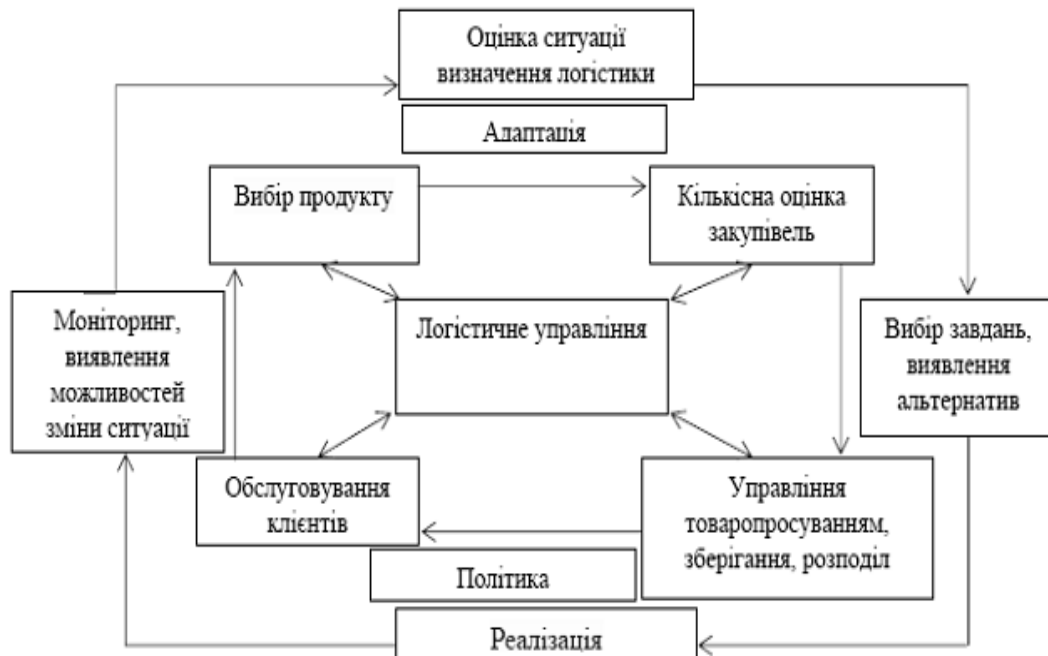 Оцінка ситуації
визначення логістики
Адаптація
Вибір продукту
Кількісна оцінка
закупівель
Моніторинг,
виявлення
можливостей
зміни ситуації
Логістичне управління
Вибір завдань,
виявлення
альтернатив
Обслуговування
клієнтів
Управління
товаропросуванням,
зберігання, розподіл
Політика
Реалізація